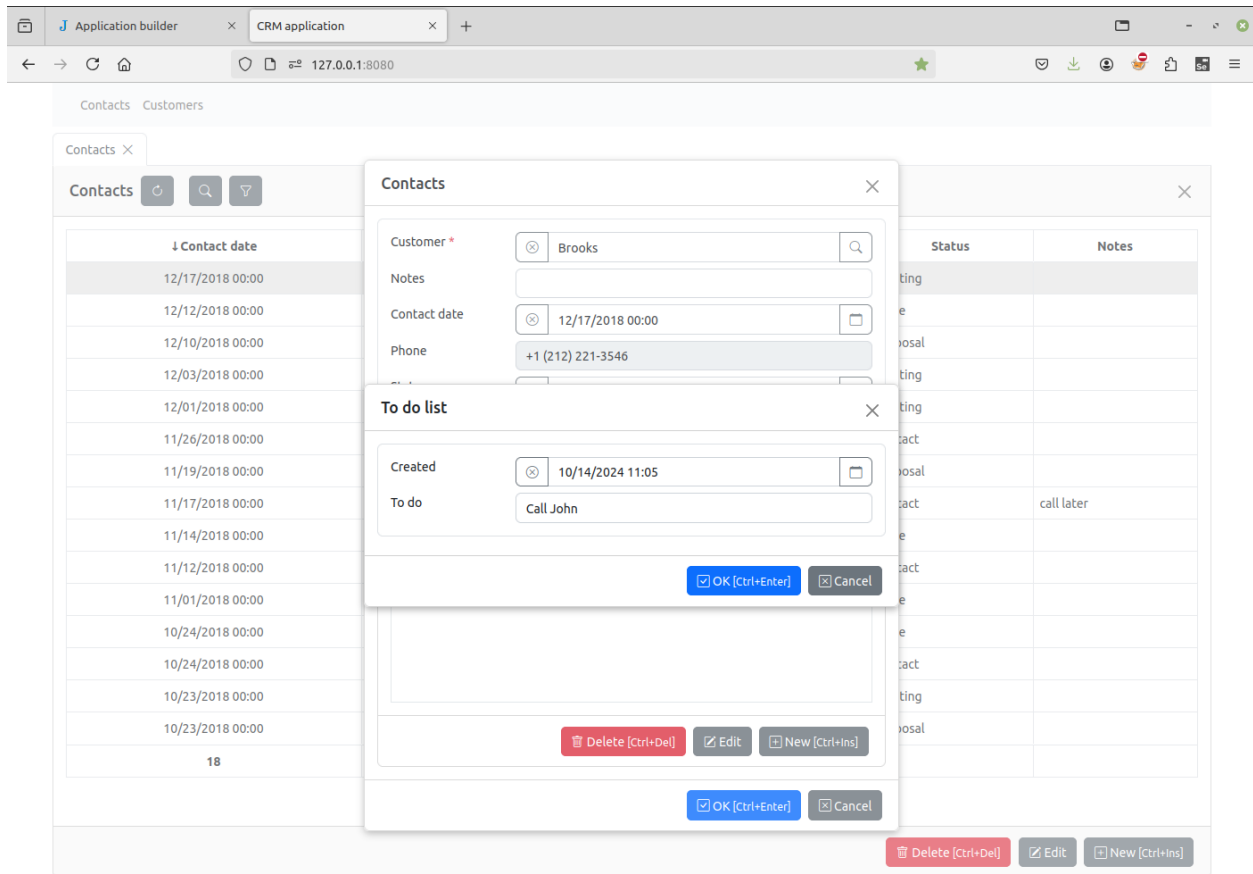 Application builder CRM application
127.0.0.1:8080
Contacts Customers
Contacts
Contacts
↓Contact date Status Notes
12/17/2018 00:00
12/12/2018 00:00
12/10/2018 00:00
12/03/2018 00:00
12/01/2018 00:00
11/26/2018 00:00
11/19/2018 00:00
11/17/2018 00:00 call later
11/14/2018 00:00
11/12/2018 00:00
11/01/2018 00:00
10/24/2018 00:00
10/24/2018 00:00
10/23/2018 00:00
10/23/2018 00:00
18
Contacts
Customer * Brooks
Notes
Contact date 12/17/2018 00:00
Phone +1 (212) 221-3546
To do list
Created 10/14/2024 11:05
To do Call John
OK [Ctrl+Enter] Cancel
Delete [Ctrl+Del] Edit New [Ctrl+Ins]
OK [Ctrl+Enter] Cancel
Delete [Ctrl+Del] Edit New [Ctrl+Ins]